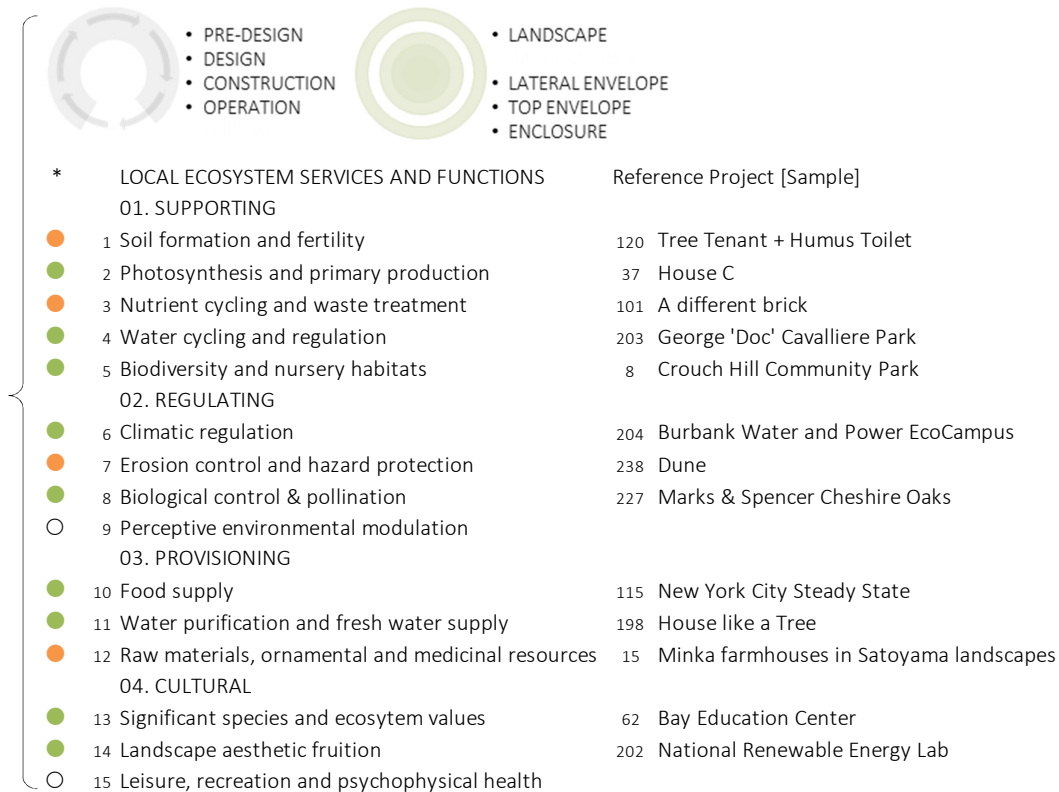 • PRE-DESIGN
• DESIGN
• CONSTRUCTION
• OPERATION
• LANDSCAPE
• LATERAL ENVELOPE
• TOP ENVELOPE
• ENCLOSURE
* LOCAL ECOSYSTEM SERVICES AND FUNCTIONS Reference Project [Sample]
01. SUPPORTING
1 Soil formation and fertility 120 Tree Tenant + Humus Toilet
2 Photosynthesis and primary production 37 House C
3 Nutrient cycling and waste treatment 101 A different brick
4 Water cycling and regulation 203 George 'Doc' Cavalliere Park
5 Biodiversity and nursery habitats 8 Crouch Hill Community Park
02. REGULATING
6 Climatic regulation 204 Burbank Water and Power EcoCampus
7 Erosion control and hazard protection 238 Dune
8 Biological control & pollination 227 Marks & Spencer Cheshire Oaks
9 Perceptive environmental modulation
03. PROVISIONING
10 Food supply 115 New York City Steady State
11 Water purification and fresh water supply 198 House like a Tree
12 Raw materials, ornamental and medicinal resources 15 Minka farmhouses in Satoyama landscapes
04. CULTURAL
13 Significant species and ecosytem values 62 Bay Education Center
14 Landscape aesthetic fruition 202 National Renewable Energy Lab
15 Leisure, recreation and psychophysical health